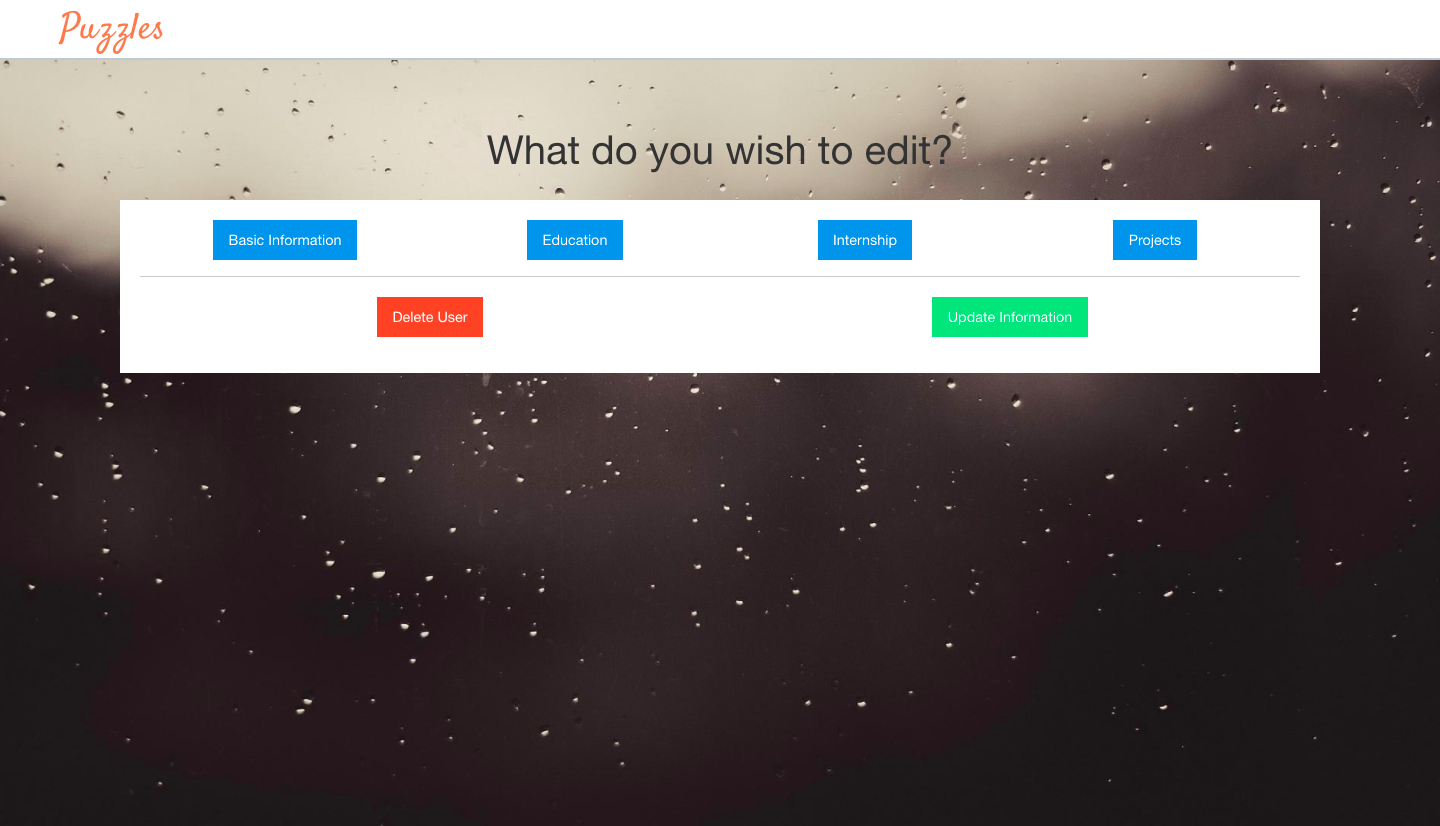 Puzzles
What do you wish to edit?
Basic Information Education Internship Projects
Delete User Update Information